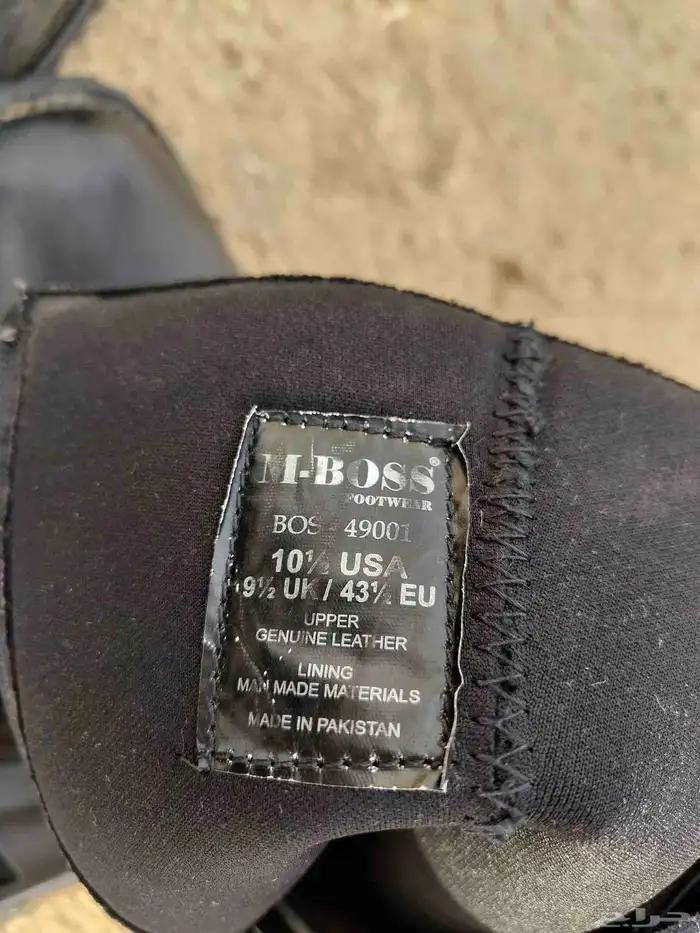 M-BOSS®
FOOTWEAR
BOS 49001
10½ USA
9½ UK / 43½ EU
UPPER
GENUINE LEATHER
LINING
MAN MADE MATERIALS
MADE IN PAKISTAN
حراج